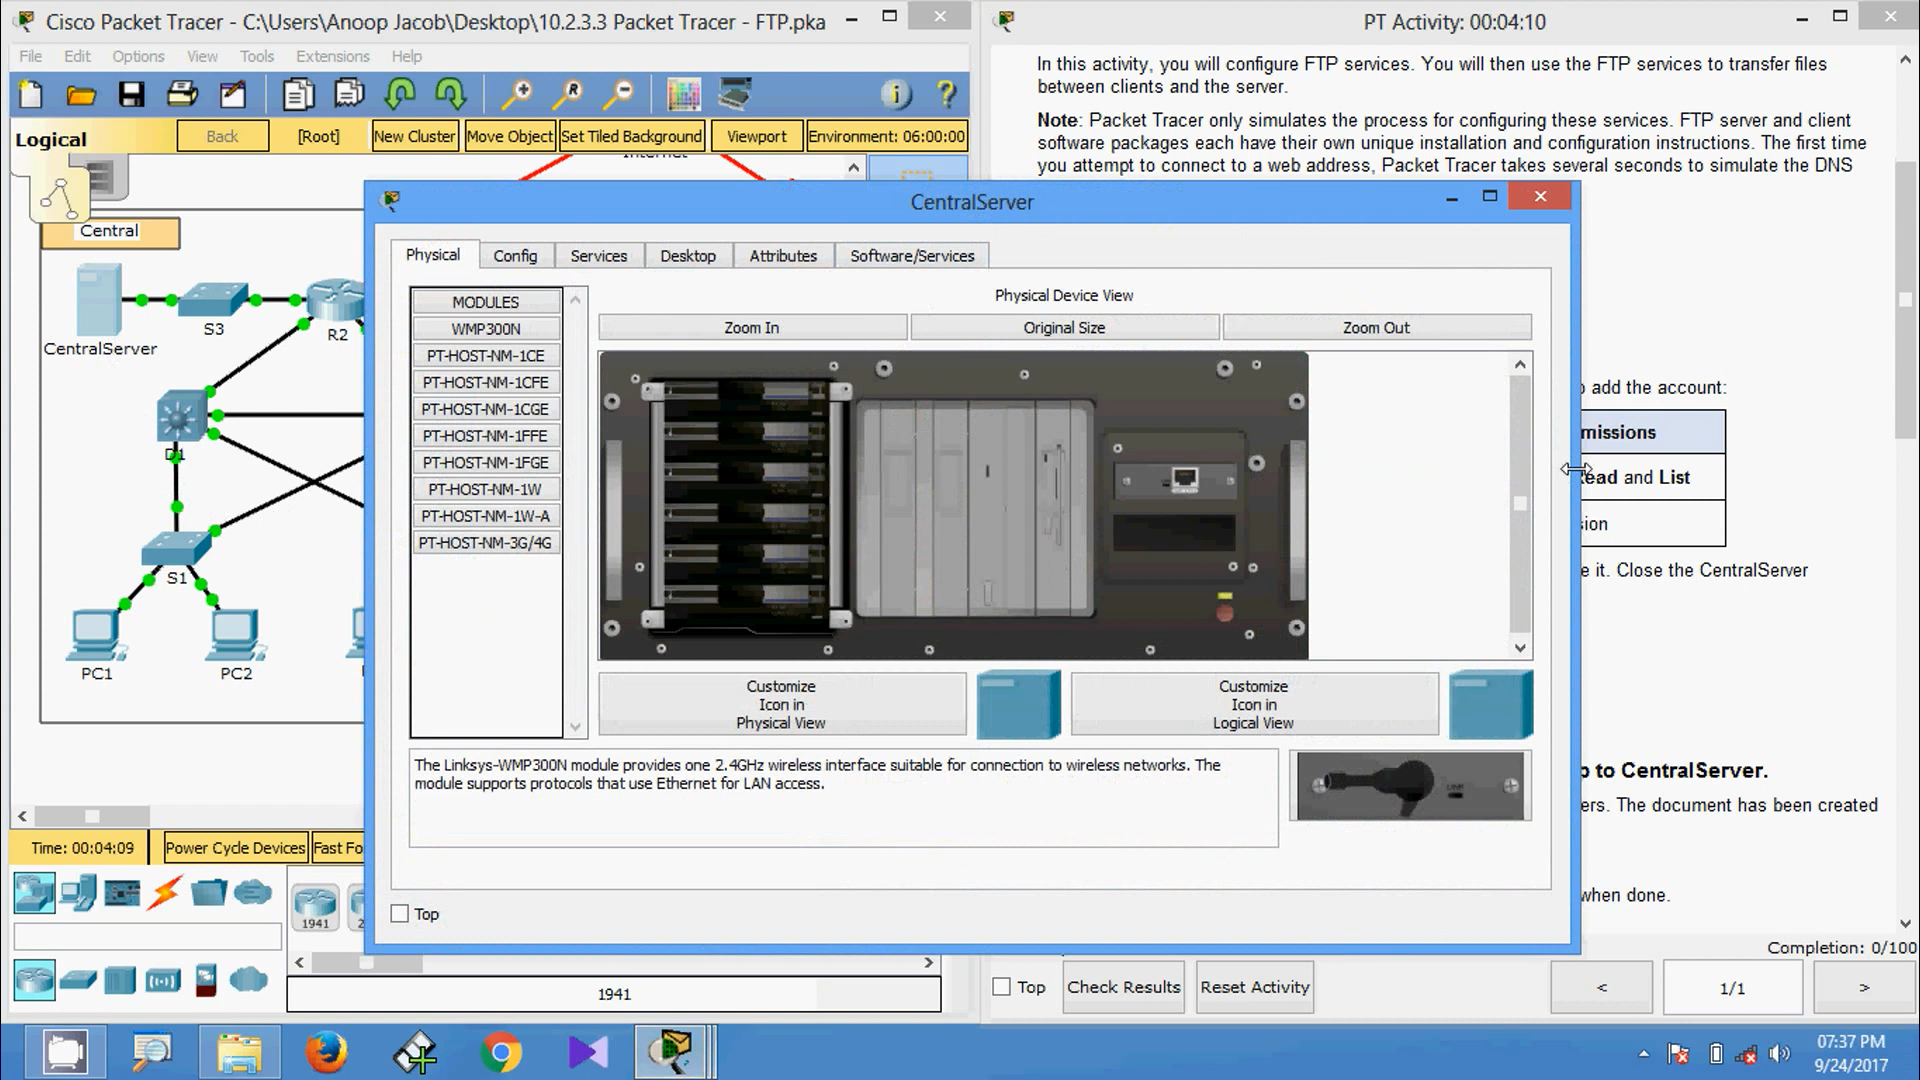 Cisco Packet Tracer - C:\Users\Anoop Jacob\Desktop\10.2.3.3 Packet Tracer - FTP.pka
File Edit View Tools Extensions Help
Logical
Back
[Root]
New Cluster
Move Object
Set Tiled Background
Viewport
Environment: 06:00:00
Central
CentralServer
S3
R2
D1
S1
PC1
PC2
Time: 00:04:09
Power Cycle Devices
Fast Fo
1941
2
1941
PT Activity: 00:04:10
In this activity, you will configure FTP services. You will then use the FTP services to transfer files
between clients and the server.
Note: Packet Tracer only simulates the process for configuring these services. FTP server and client
software packages each have their own unique installation and configuration instructions. The first time
you attempt to connect to a web address, Packet Tracer takes several seconds to simulate the DNS
CentralServer
Physical
Config
Services
Desktop
Attributes
Software/Services
MODULES
WMP300N
PT-HOST-NM-1CE
PT-HOST-NM-1CFE
PT-HOST-NM-1CGE
PT-HOST-NM-1FFE
PT-HOST-NM-1FGE
PT-HOST-NM-1W
PT-HOST-NM-1W-A
PT-HOST-NM-3G/4G
Physical Device View
Zoom In
Original Size
Zoom Out
Customize
Icon in
Physical View
Customize
Icon in
Logical View
The Linksys-WMP300N module provides one 2.4GHz wireless interface suitable for connection to wireless networks. The
module supports protocols that use Ethernet for LAN access.
Top
o add the account:
missions
Read and List
sion
e it. Close the CentralServer
p to CentralServer.
ers. The document has been created
when done.
Completion: 0/100
Top
Check Results
Reset Activity
<
1/1
>
07:37 PM
9/24/2017